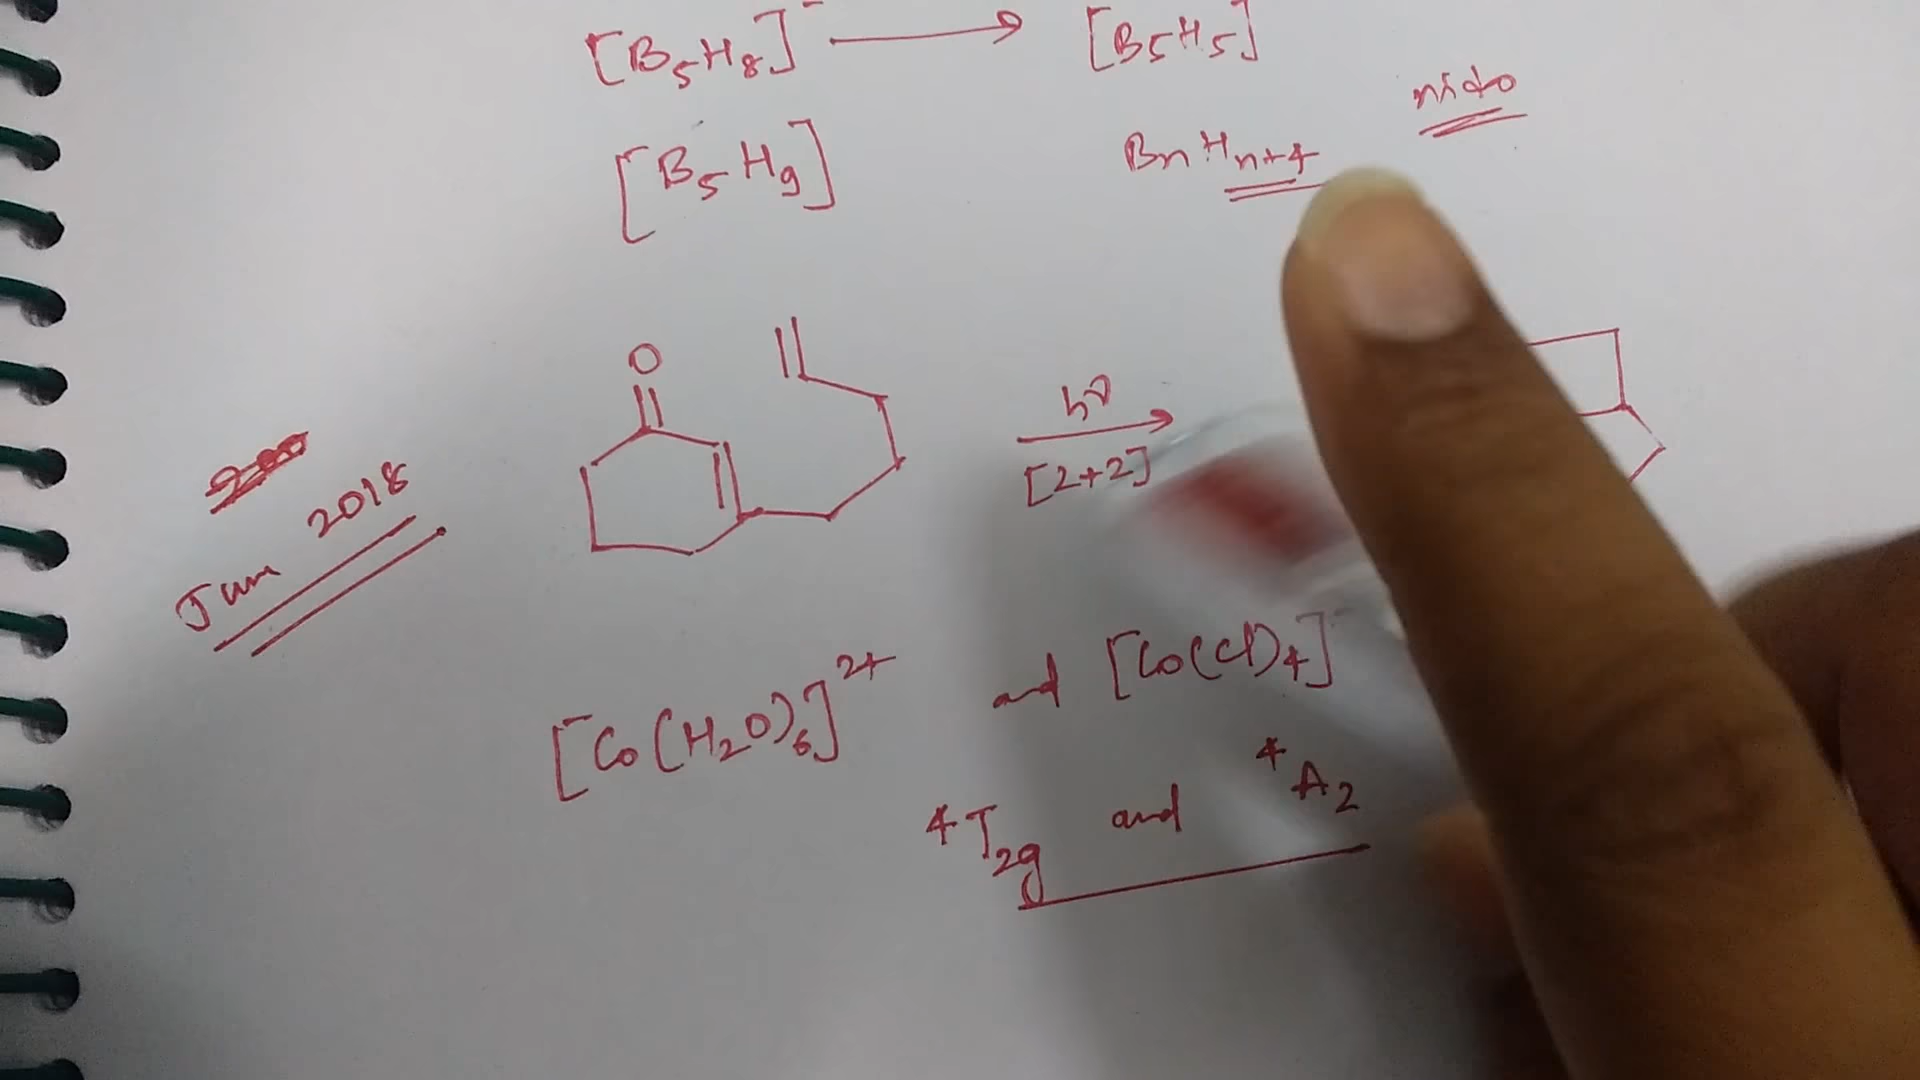 [B5H8]⁻ → [B5H5]
nido
[B5H9] BnHn+4
O
hν
[2+2]
June 2018
[Co(H2O)6]2+ and [Co(Cl)4]⁻
4T2g and 4A2